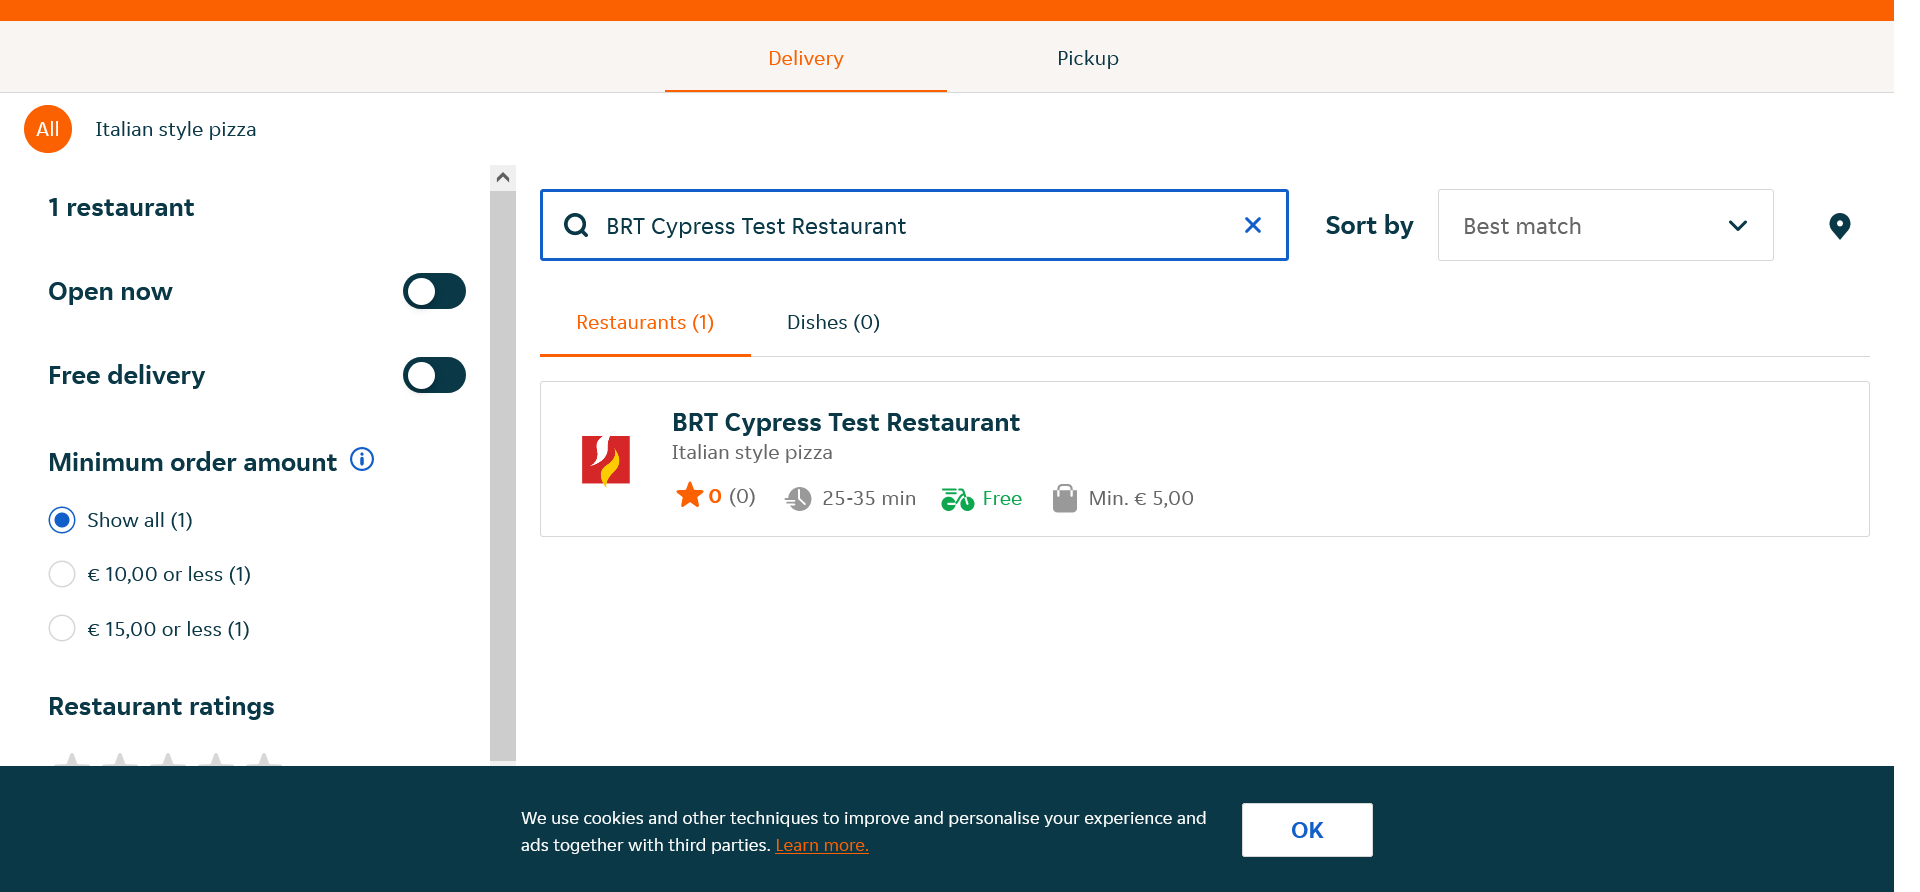 Delivery
Pickup
All
Italian style pizza
1 restaurant
Open now
Free delivery
Minimum order amount
Show all (1)
€ 10,00 or less (1)
€ 15,00 or less (1)
Restaurant ratings
BRT Cypress Test Restaurant
Sort by
Best match
Restaurants (1)
Dishes (0)
BRT Cypress Test Restaurant
Italian style pizza
0 (0)
25-35 min
Free
Min. € 5,00
We use cookies and other techniques to improve and personalise your experience and
ads together with third parties. Learn more.
OK